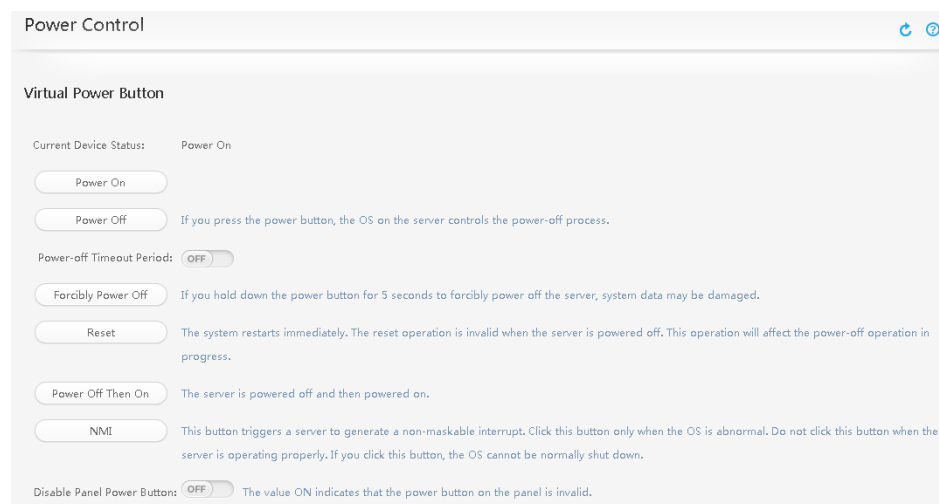 Power Control
Virtual Power Button
Current Device Status: Power On
Power On
Power Off If you press the power button, the OS on the server controls the power-off process.
Power-off Timeout Period: OFF
Forcibly Power Off If you hold down the power button for 5 seconds to forcibly power off the server, system data may be damaged.
Reset The system restarts immediately. The reset operation is invalid when the server is powered off. This operation will affect the power-off operation in
progress.
Power Off Then On The server is powered off and then powered on.
NMI This button triggers a server to generate a non-maskable interrupt. Click this button only when the OS is abnormal. Do not click this button when the
server is operating properly. If you click this button, the OS cannot be normally shut down.
Disable Panel Power Button: OFF The value ON indicates that the power button on the panel is invalid.